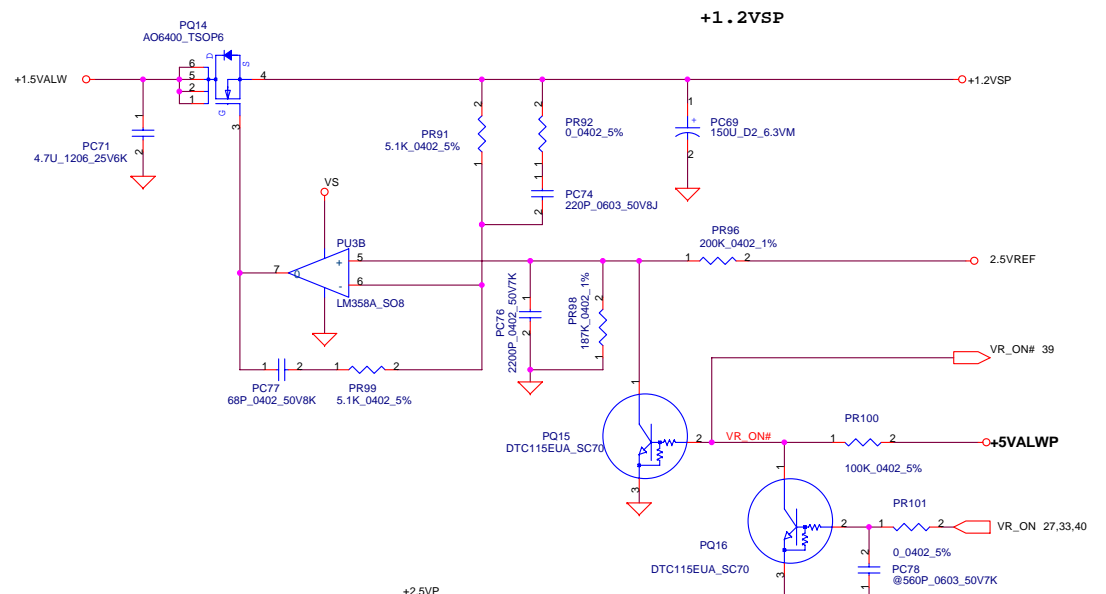 +1.2VSP
PQ14
AO6400_TSOP6
D
S
G
6
5
2
1
4
3
+1.5VALW
+1.2VSP
1
2
PC71
4.7U_1206_25V6K
2
1
PR91
5.1K_0402_5%
2
1
PR92
0_0402_5%
1
2
PC74
220P_0603_50V8J
1
+
2
PC69
150U_D2_6.3VM
VS
PU3B
5
+
6
-
7
0
LM358A_SO8
PR96
200K_0402_1%
1
2
2.5VREF
PC76
2200P_0402_50V7K
1
2
PR98
187K_0402_1%
2
1
1
2
PC77
68P_0402_50V8K
1
2
PR99
5.1K_0402_5%
VR_ON# 39
1
2
3
PQ15
DTC115EUA_SC70
VR_ON#
PR100
1
2
100K_0402_5%
+5VALWP
1
2
3
PQ16
DTC115EUA_SC70
PR101
1
2
0_0402_5%
VR_ON 27,33,40
2
1
PC78
@560P_0603_50V7K
+2.5VP